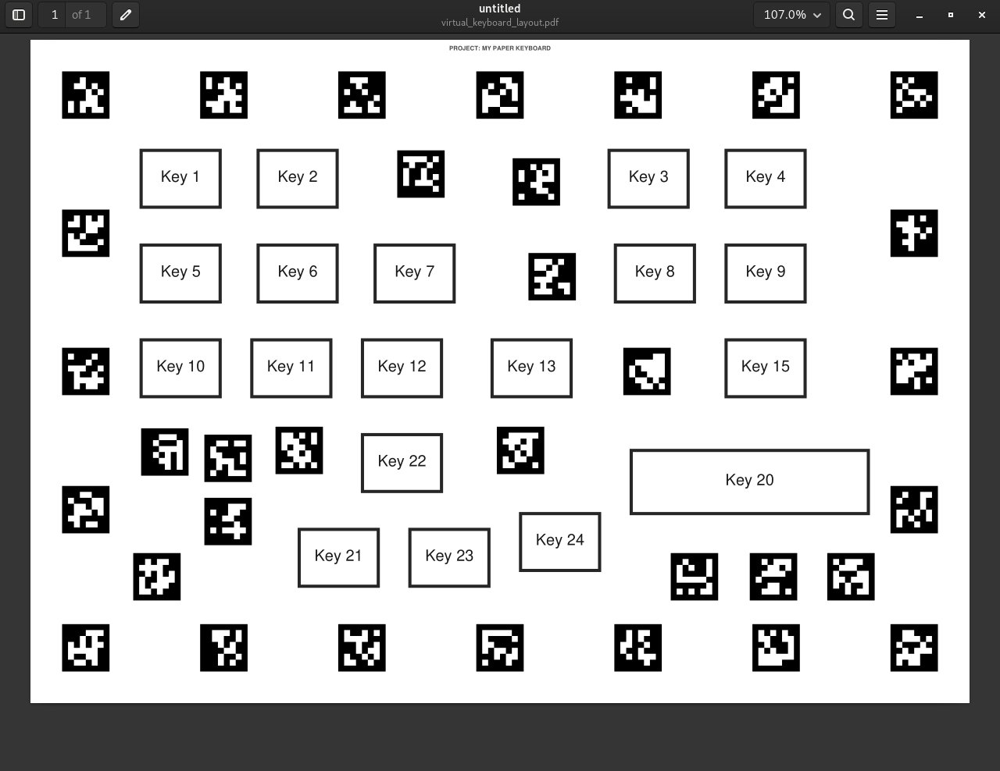 untitled
1 of 1
virtual_keyboard_layout.pdf
107.0%
PROJECT: MY PAPER KEYBOARD
Key 1 Key 2 Key 3 Key 4
Key 5 Key 6 Key 7 Key 8 Key 9
Key 10 Key 11 Key 12 Key 13 Key 15
Key 22
Key 20
Key 24
Key 21 Key 23